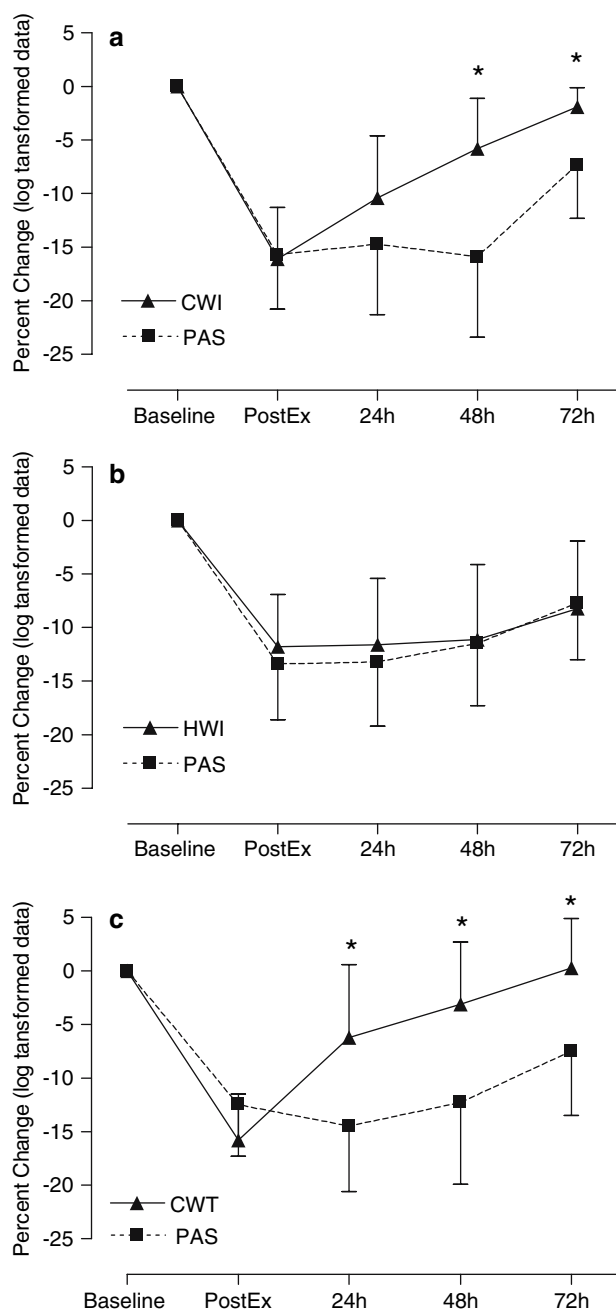 a
Percent Change (log tansformed data)
5
0
-5
-10
-15
-20
-25
* *
CWI
PAS
Baseline PostEx 24h 48h 72h
b
Percent Change (log tansformed data)
5
0
-5
-10
-15
-20
-25
HWI
PAS
Baseline PostEx 24h 48h 72h
c
Percent Change (log tansformed data)
5
0
-5
-10
-15
-20
-25
* * *
CWT
PAS
Baseline PostEx 24h 48h 72h